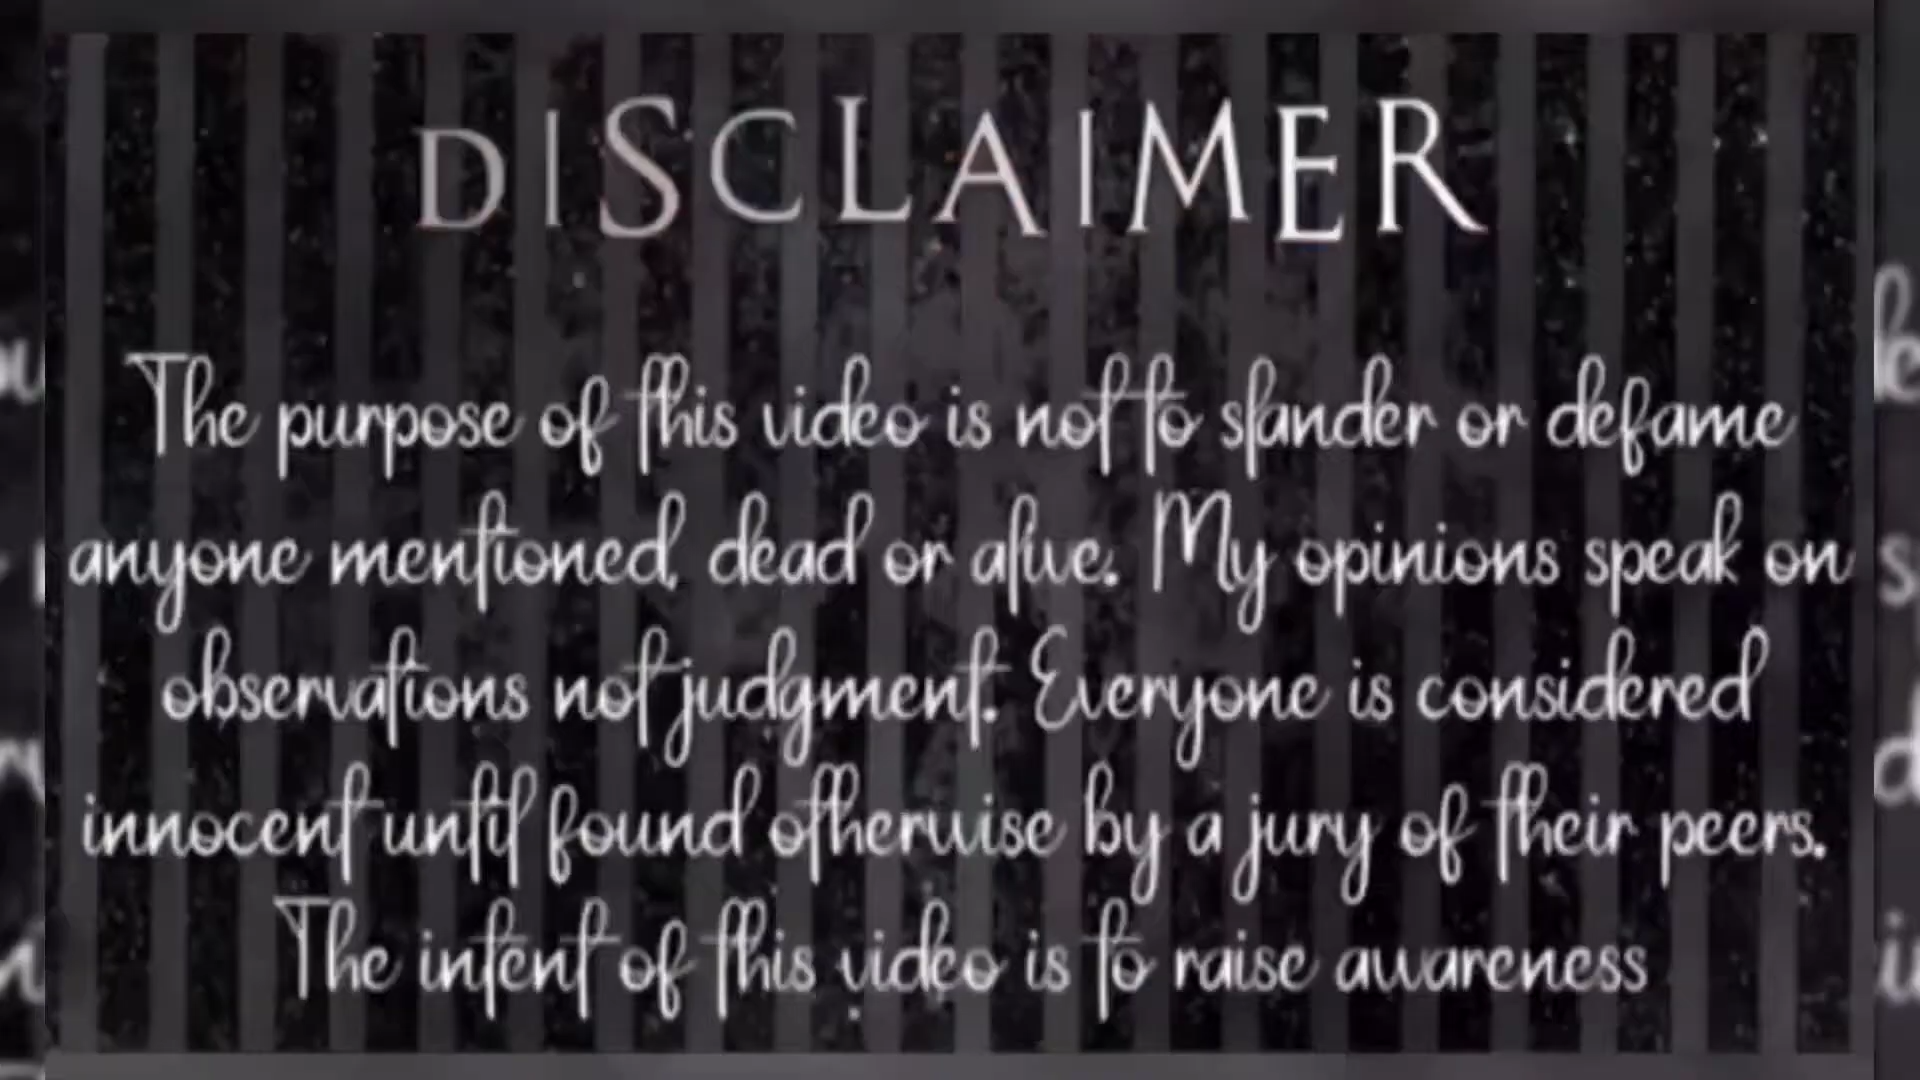 DISCLAIMER
The purpose of this video is not to slander or defame
anyone mentioned, dead or alive. My opinions speak on
observations not judgment. Everyone is considered
innocent until found otherwise by a jury of their peers.
The intent of this video is to raise awareness